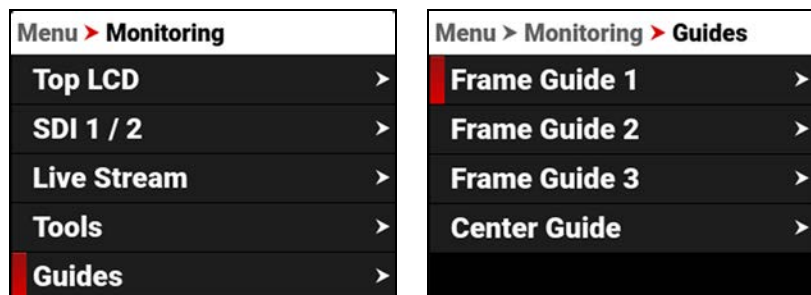 Menu ➤ Monitoring
Top LCD ➤
SDI 1 / 2 ➤
Live Stream ➤
Tools ➤
Guides ➤
Menu ➤ Monitoring ➤ Guides
Frame Guide 1 ➤
Frame Guide 2 ➤
Frame Guide 3 ➤
Center Guide ➤